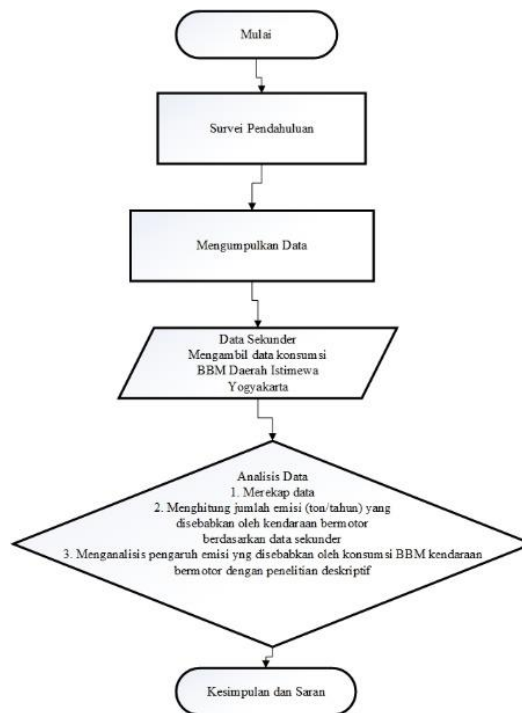 Mulai
Survei Pendahuluan
Mengumpulkan Data
Data Sekunder
Mengambil data konsumsi
BBM Daerah Istimewa
Yogyakarta
Analisis Data
1. Merekap data
2. Menghitung jumlah emisi (ton/tahun) yang
disebabkan oleh kendaraan bermotor
berdasarkan data sekunder
3. Menganalisis pengaruh emisi yng disebabkan oleh konsumsi BBM kendaraan
bermotor dengan penelitian deskriptif
Kesimpulan dan Saran